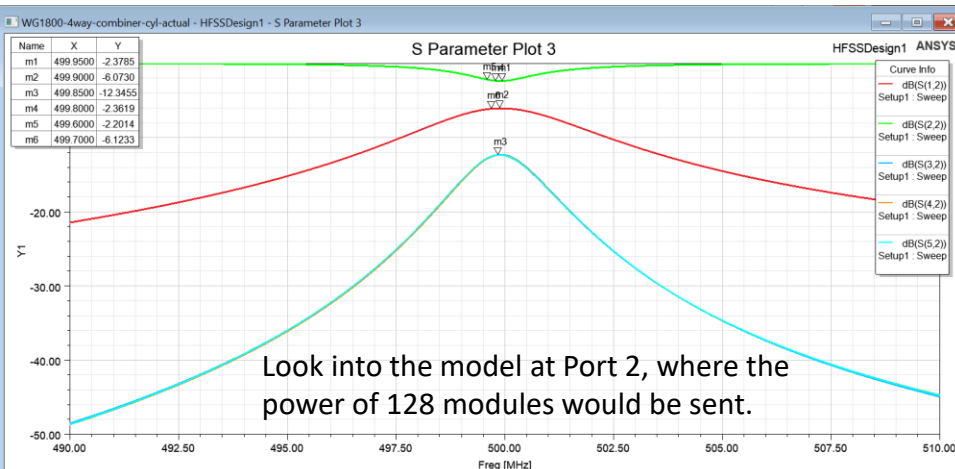 WG1800-4way-combiner-cyl-actual - HFSSDesign1 - S Parameter Plot 3
S Parameter Plot 3
HFSSDesign1 ANSYS
Name X Y
m1 499.9500 -2.3785
m2 499.9000 -6.0730
m3 499.8500 -12.3455
m4 499.8000 -2.3619
m5 499.6000 -2.2014
m6 499.7000 -6.1233
Curve Info
dB(S(1,2))
Setup1 : Sweep
dB(S(2,2))
Setup1 : Sweep
dB(S(3,2))
Setup1 : Sweep
dB(S(4,2))
Setup1 : Sweep
dB(S(5,2))
Setup1 : Sweep
m3
-20.00
-30.00
-40.00
-50.00
Y1
Look into the model at Port 2, where the
power of 128 modules would be sent.
490.00 492.50 495.00 497.50 500.00 502.50 505.00 507.50 510.00
Freq [MHz]